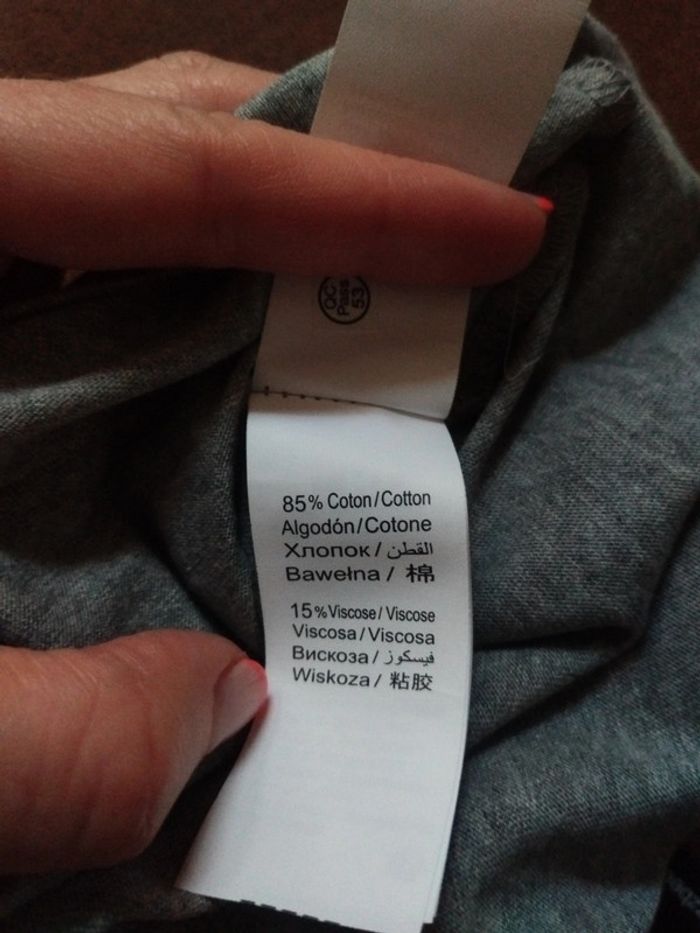 QC
Pass
53
85% Coton/Cotton
Algodón/Cotone
Хлопок/ القطن
Bawełna/ 棉
15%Viscose/Viscose
Viscosa/Viscosa
Вискоза/ فيسكوز
Wiskoza/ 粘胶